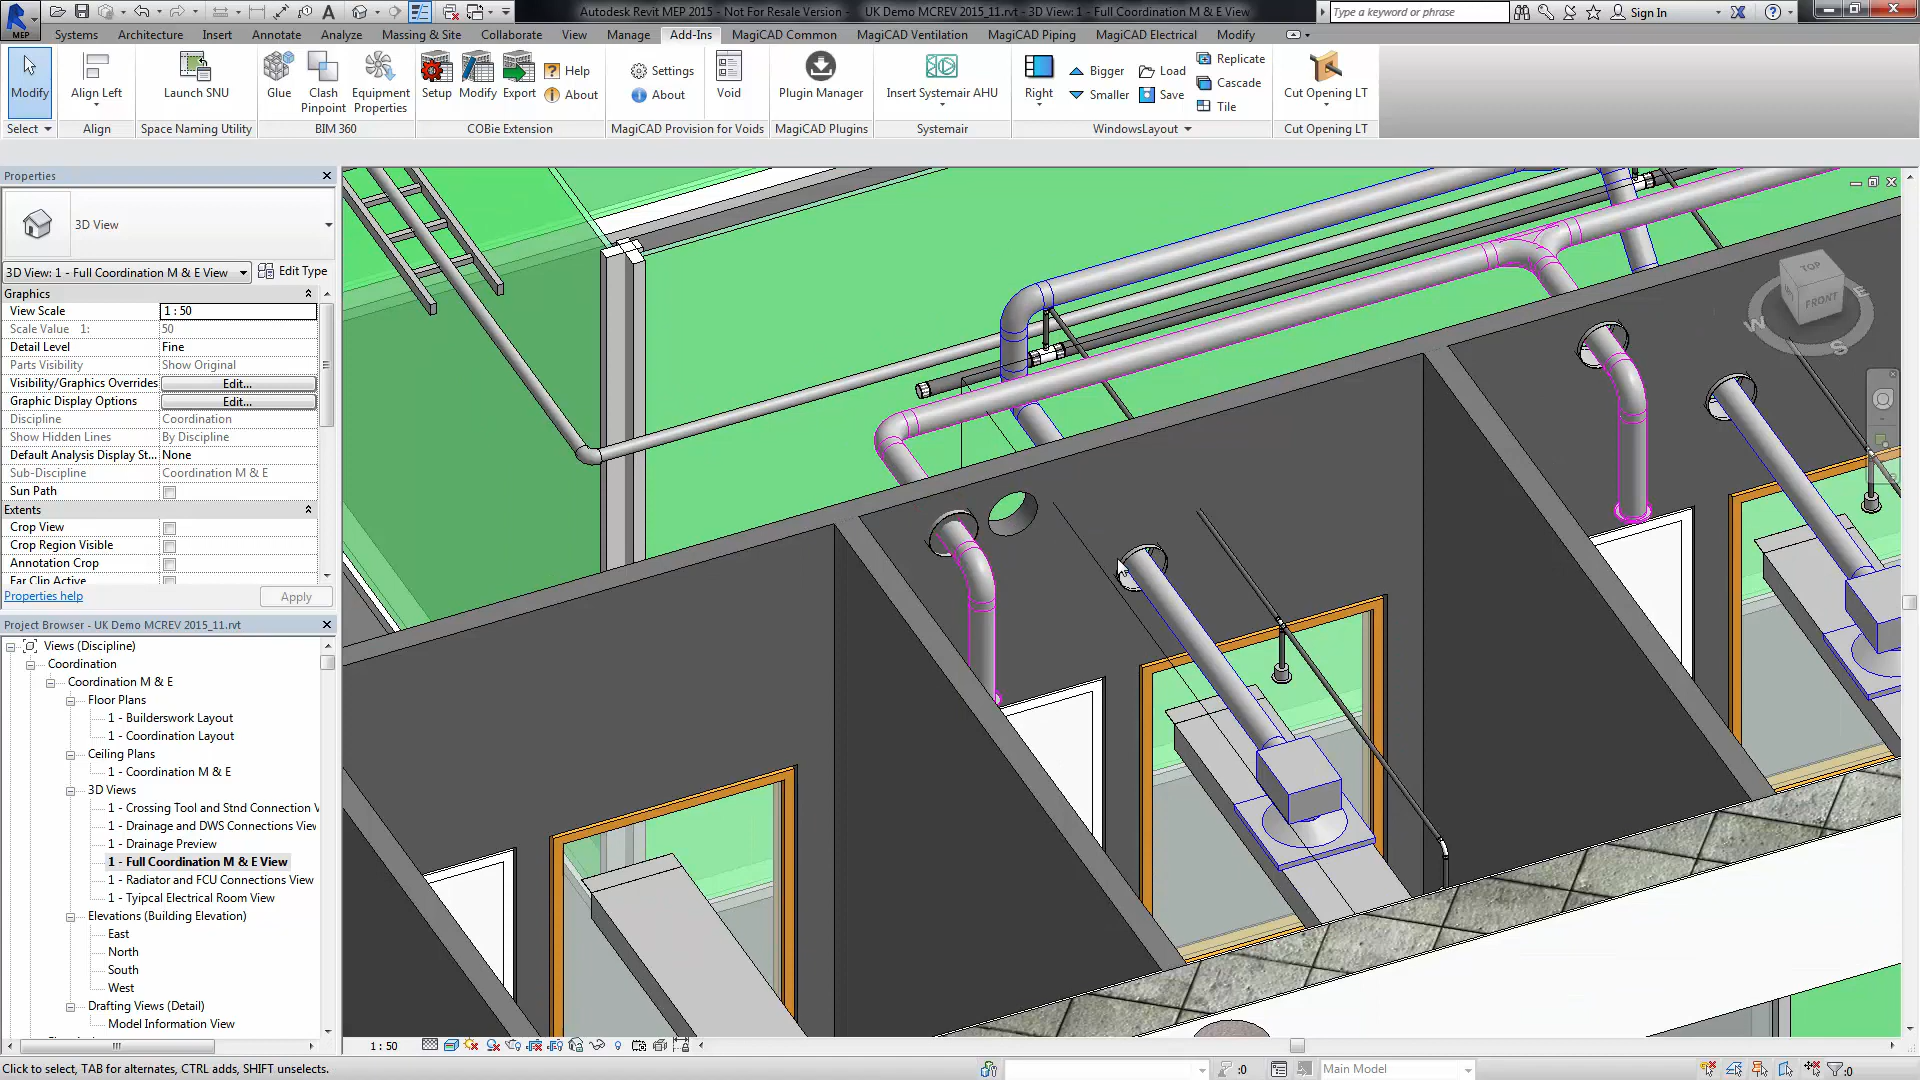 Autodesk Revit MEP 2015 - Not For Resale Version - UK Demo MCREV 2015_11.rvt - 3D View: 1 - Full Coordination M & E View
Type a keyword or phrase
Sign In
MEP
Systems Architecture Insert Annotate Analyze Massing & Site Collaborate View Manage Add-Ins MagiCAD Common MagiCAD Ventilation MagiCAD Piping MagiCAD Electrical Modify
Modify
Align Left
Launch SNU
Glue
Clash Pinpoint
Equipment Properties
Setup
Modify
Export
Help
About
Settings
About
Void
Plugin Manager
Insert Systemair AHU
Right
Bigger
Smaller
Load
Save
Replicate
Cascade
Tile
Cut Opening LT
Select
Align
Space Naming Utility
BIM 360
COBie Extension
MagiCAD Provision for Voids
MagiCAD Plugins
Systemair
WindowsLayout
Cut Opening LT
Properties
3D View
3D View: 1 - Full Coordination M & E View
Edit Type
Graphics
View Scale 1 : 50
Scale Value 1: 50
Detail Level Fine
Parts Visibility Show Original
Visibility/Graphics Overrides Edit...
Graphic Display Options Edit...
Discipline Coordination
Show Hidden Lines By Discipline
Default Analysis Display St... None
Sub-Discipline Coordination M & E
Sun Path
Extents
Crop View
Crop Region Visible
Annotation Crop
Far Clip Active
Properties help
Apply
Project Browser - UK Demo MCREV 2015_11.rvt
Views (Discipline)
Coordination
Coordination M & E
Floor Plans
1 - Builderswork Layout
1 - Coordination Layout
Ceiling Plans
1 - Coordination M & E
3D Views
1 - Crossing Tool and Stnd Connection V
1 - Drainage and DWS Connections View
1 - Drainage Preview
1 - Full Coordination M & E View
1 - Radiator and FCU Connections View
1 - Tyipcal Electrical Room View
Elevations (Building Elevation)
East
North
South
West
Drafting Views (Detail)
Model Information View
TOP
FRONT
W
S
E
1 : 50
Click to select, TAB for alternates, CTRL adds, SHIFT unselects.
:0
Main Model
:0